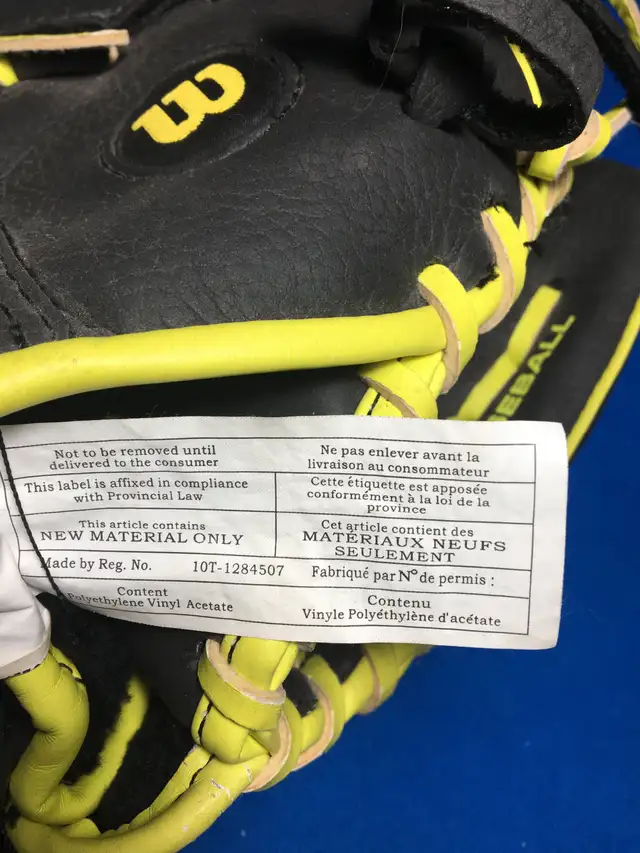 W
EBALL
Not to be removed until
delivered to the consumer
Ne pas enlever avant la
livraison au consommateur
This label is affixed in compliance
with Provincial Law
Cette étiquette est apposée
conformément à la loi de la
province
This article contains
NEW MATERIAL ONLY
Cet article contient des
MATÉRIAUX NEUFS
SEULEMENT
Made by Reg. No. 10T-1284507 Fabriqué par Nº de permis :
Content
Polyethylene Vinyl Acetate
Contenu
Vinyle Polyéthylène d'acétate